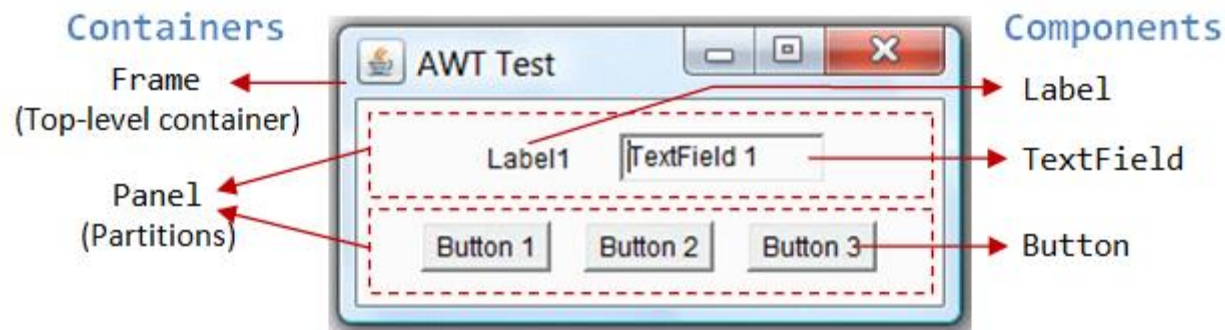 Containers
Components
Frame
(Top-level container)
AWT Test
Label
Label1
TextField 1
TextField
Panel
(Partitions)
Button 1
Button 2
Button 3
Button